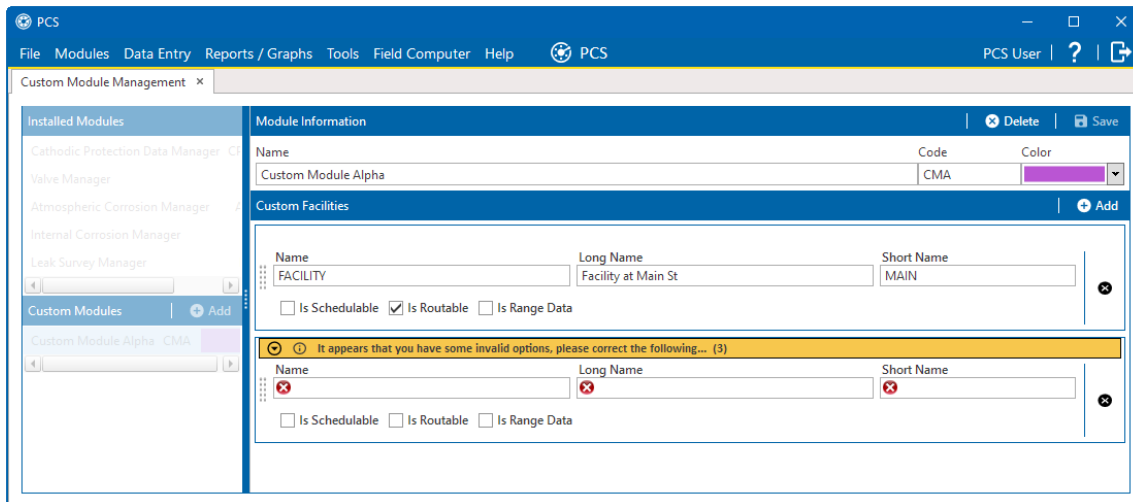 PCS
File Modules Data Entry Reports / Graphs Tools Field Computer Help PCS PCS User | ? |
Custom Module Management ×
Installed Modules
Cathodic Protection Data Manager
Valve Manager
Atmospheric Corrosion Manager
Internal Corrosion Manager
Leak Survey Manager
Custom Modules | Add
Custom Module Alpha CMA
Module Information | Delete | Save
Name Code Color
Custom Module Alpha CMA
Custom Facilities | Add
Name Long Name Short Name
FACILITY Facility at Main St MAIN
Is Schedulable Is Routable Is Range Data
It appears that you have some invalid options, please correct the following... (3)
Name Long Name Short Name
Is Schedulable Is Routable Is Range Data